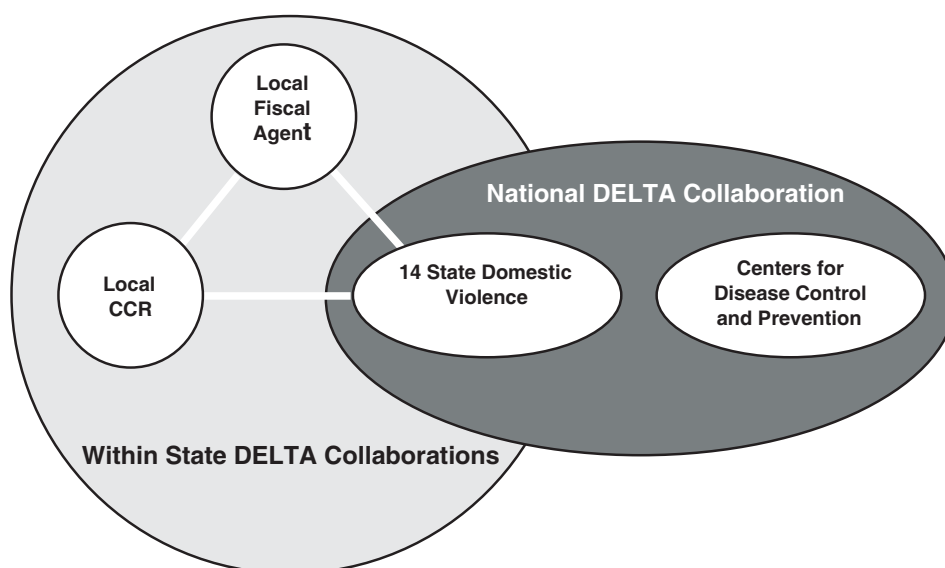 Local
Fiscal
Agent
National DELTA Collaboration
Local
CCR
14 State Domestic
Violence
Centers for
Disease Control
and Prevention
Within State DELTA Collaborations